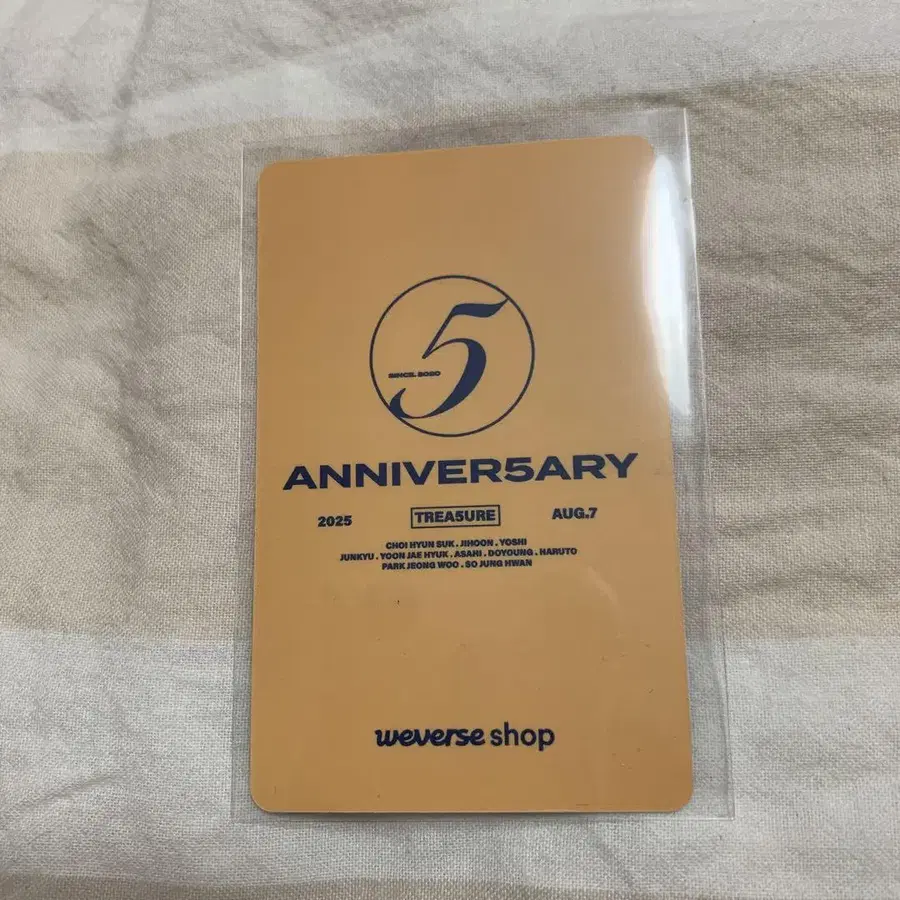 5
SINCE. 2020
ANNIVER5ARY
2025 TREA5URE AUG.7
CHOI HYUN SUK . JIHOON . YOSHI
JUNKYU . YOON JAE HYUK . ASAHI . DOYOUNG . HARUTO
PARK JEONG WOO . SO JUNG HWAN
weverse shop